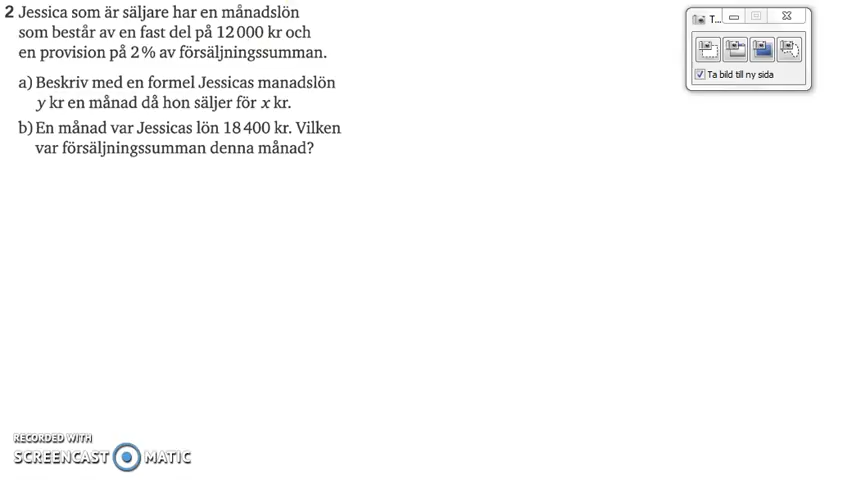 2 Jessica som är säljare har en månadslön
som består av en fast del på 12 000 kr och
en provision på 2 % av försäljningssumman.
a) Beskriv med en formel Jessicas manadslön
y kr en månad då hon säljer för x kr.
b) En månad var Jessicas lön 18 400 kr. Vilken
var försäljningssumman denna månad?
T...
Ta bild till ny sida
RECORDED WITH
SCREENCAST MATIC